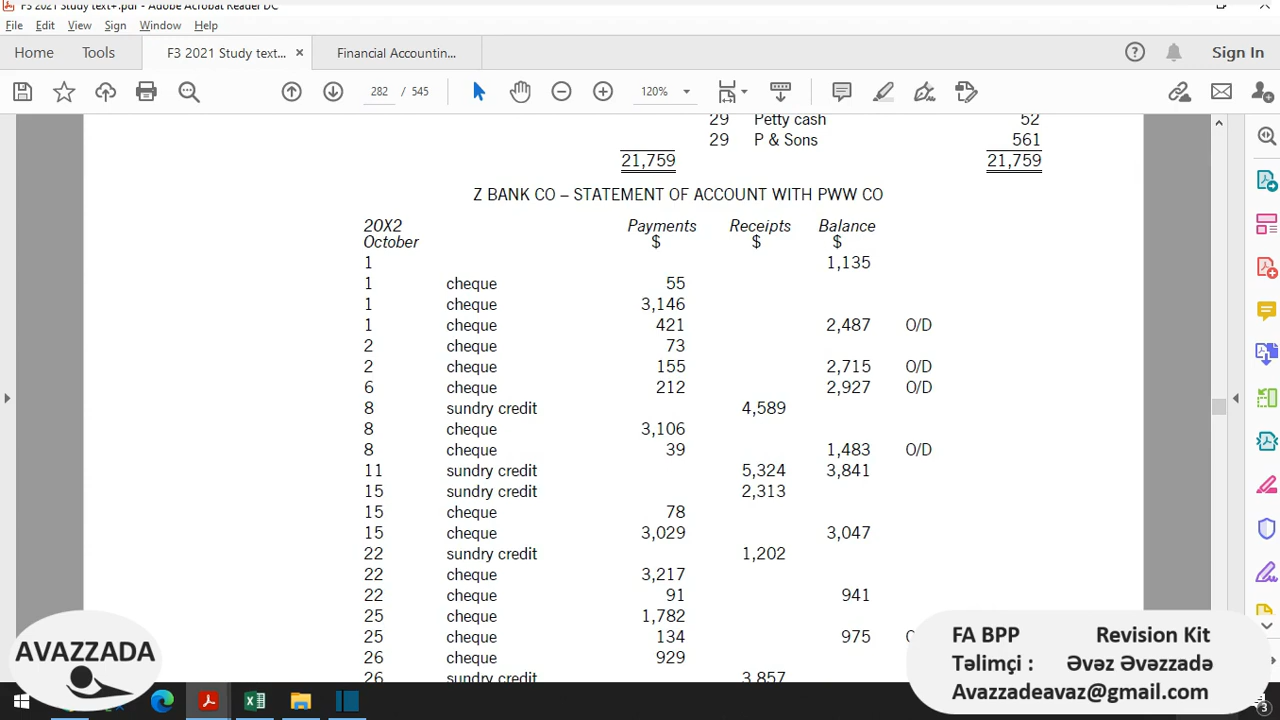 F3 2021 Study text+.pdf - Adobe Acrobat Reader DC
File Edit View Sign Window Help
Home Tools F3 2021 Study text... × Financial Accountin... Sign In
282 / 545 120%
29 Petty cash 52
29 P & Sons 561
21,759 21,759
Z BANK CO – STATEMENT OF ACCOUNT WITH PWW CO
20X2 Payments Receipts Balance
October $ $ $
1 1,135
1 cheque 55
1 cheque 3,146
1 cheque 421 2,487 O/D
2 cheque 73
2 cheque 155 2,715 O/D
6 cheque 212 2,927 O/D
8 sundry credit 4,589
8 cheque 3,106
8 cheque 39 1,483 O/D
11 sundry credit 5,324 3,841
15 sundry credit 2,313
15 cheque 78
15 cheque 3,029 3,047
22 sundry credit 1,202
22 cheque 3,217
22 cheque 91 941
25 cheque 1,782
25 cheque 134 975
26 cheque 929
26 sundry credit 3,857
AVAZZADA
FA BPP Revision Kit
Təlimçi : Əvəz Əvəzzadə
Avazzadeavaz@gmail.com
3